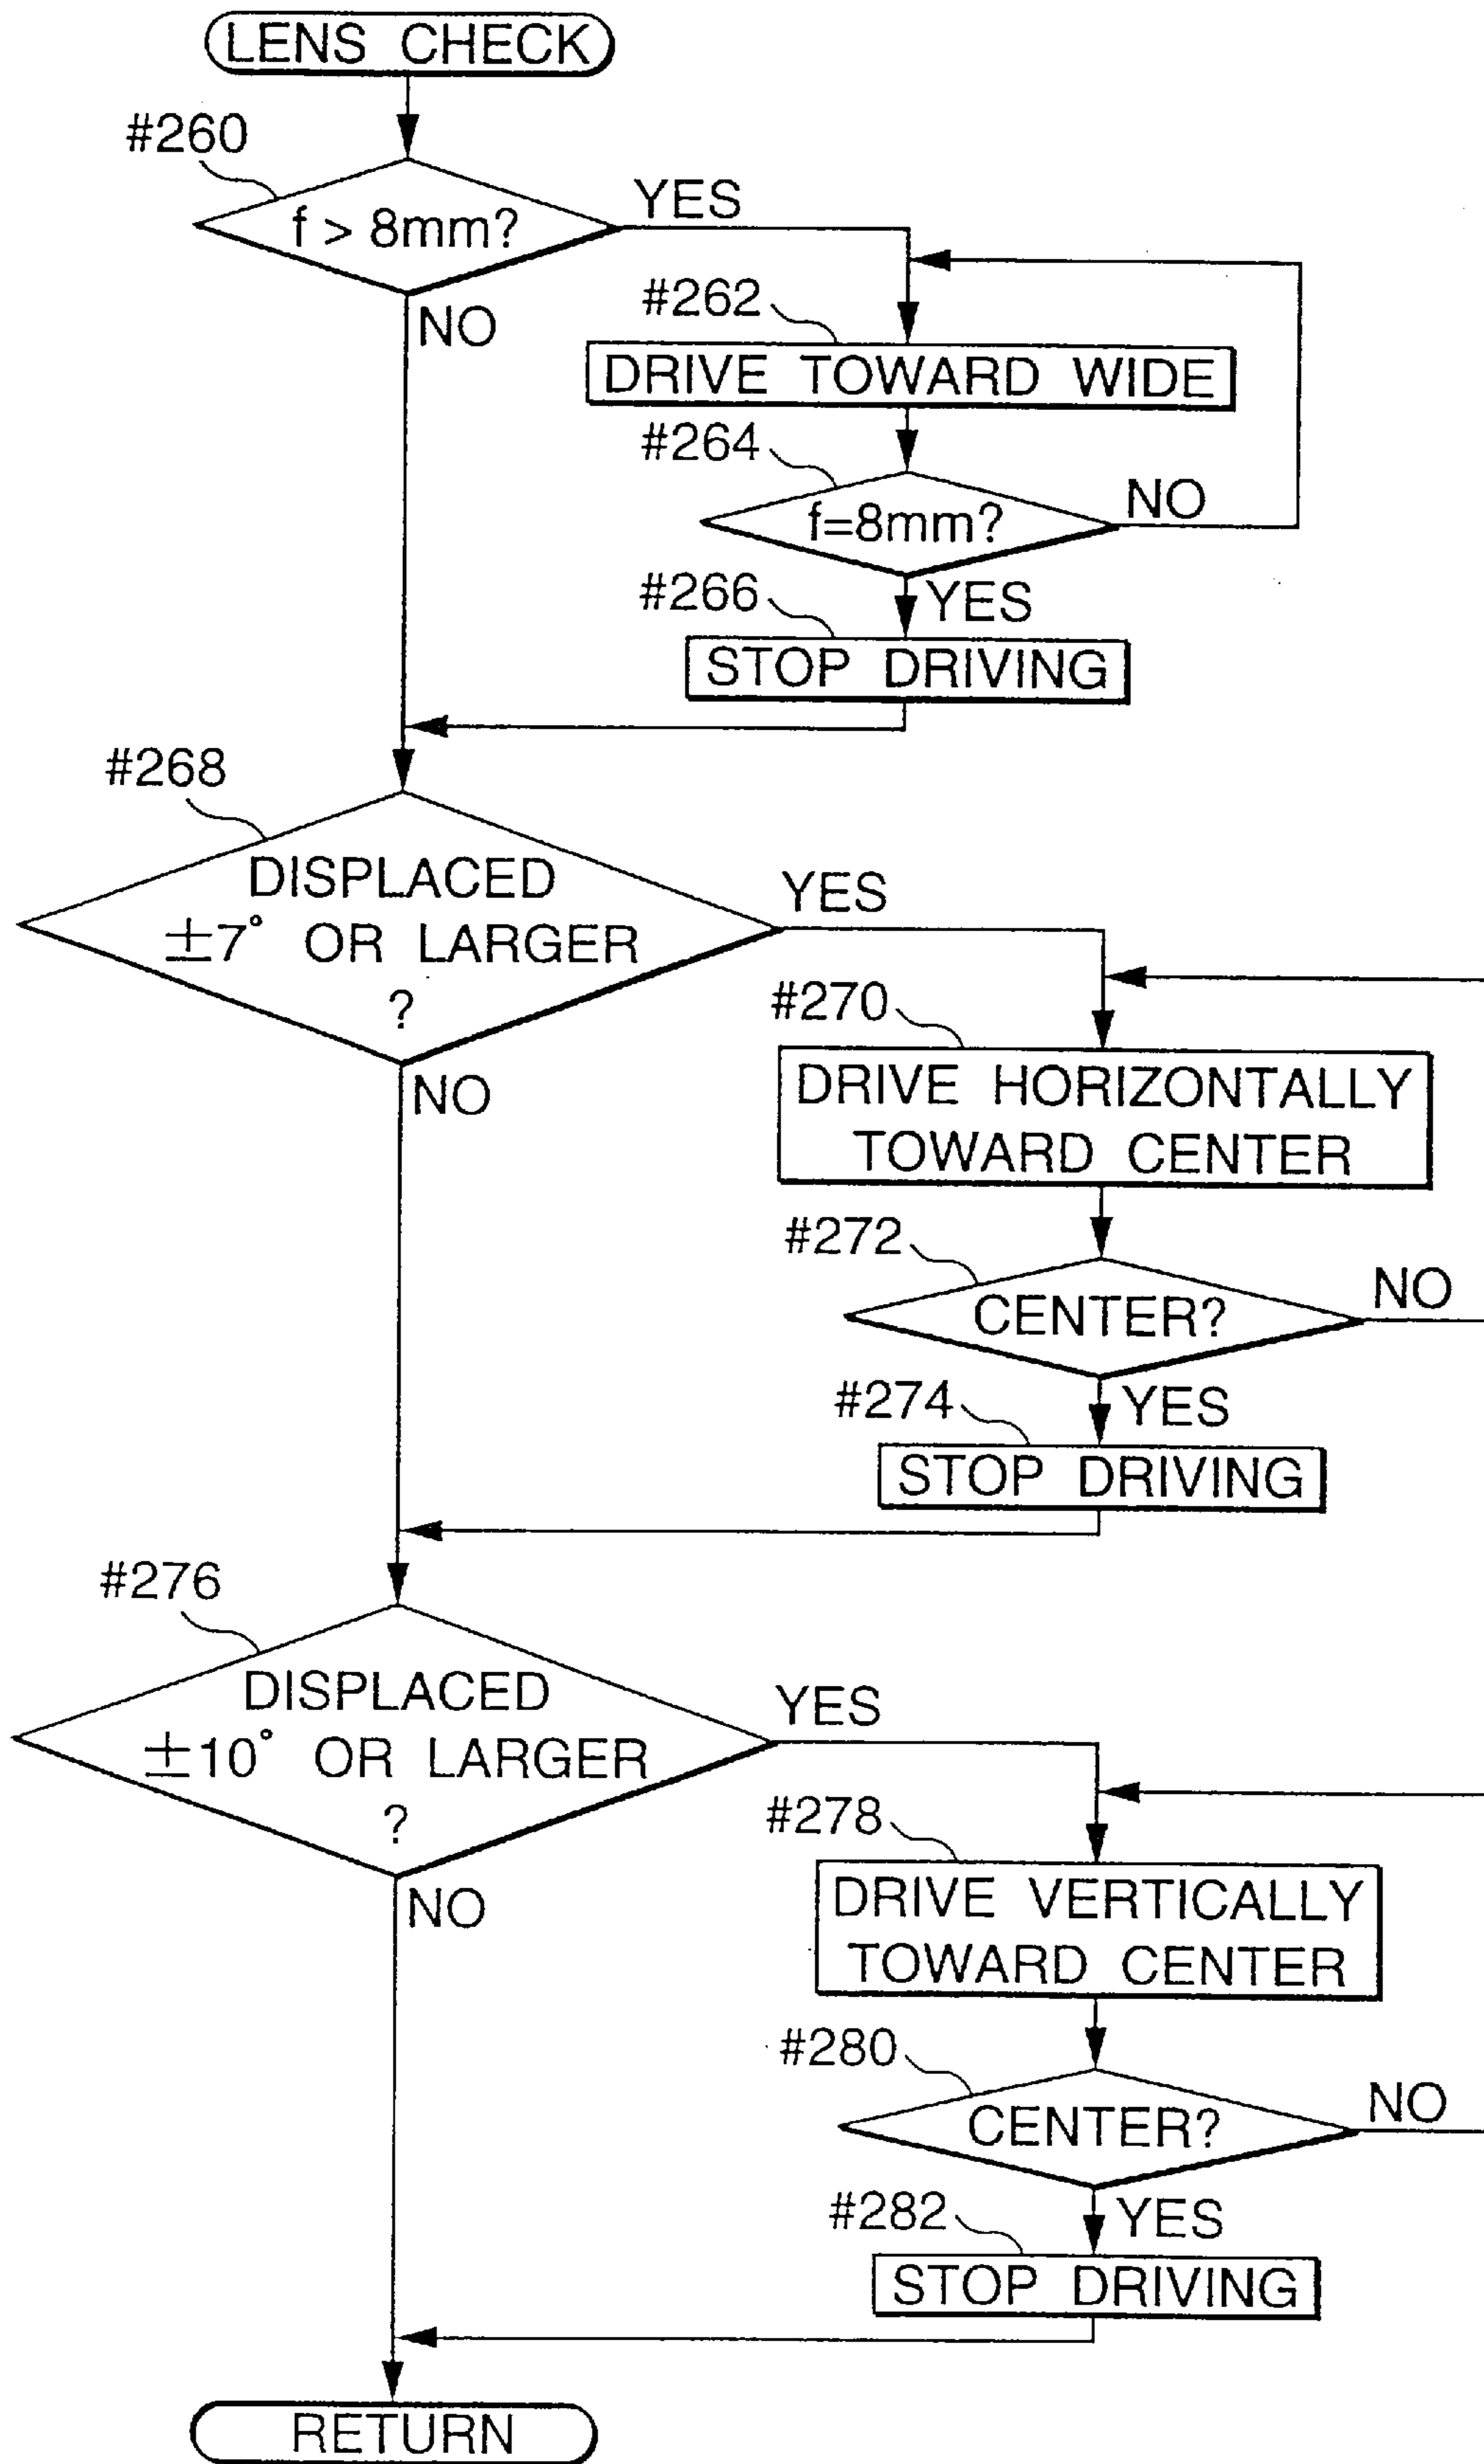 LENS CHECK
#260
f > 8mm?
YES
NO
#262
DRIVE TOWARD WIDE
#264
f=8mm?
NO
#266
YES
STOP DRIVING
#268
DISPLACED
±7° OR LARGER
?
YES
NO
#270
DRIVE HORIZONTALLY
TOWARD CENTER
#272
CENTER?
NO
#274
YES
STOP DRIVING
#276
DISPLACED
±10° OR LARGER
?
YES
NO
#278
DRIVE VERTICALLY
TOWARD CENTER
#280
CENTER?
NO
#282
YES
STOP DRIVING
RETURN